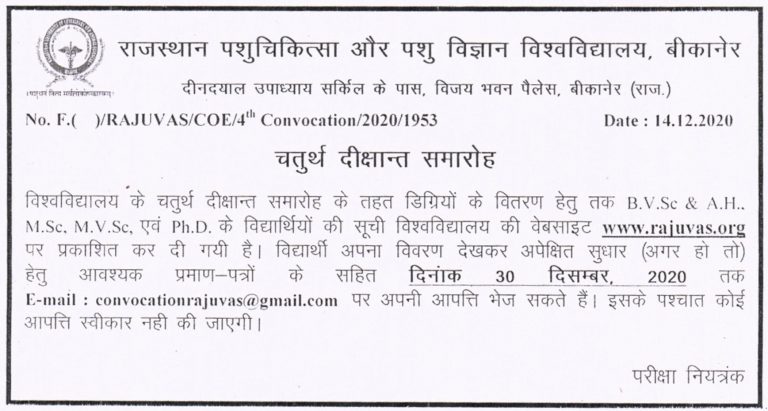 राजस्थान पशुचिकित्सा और पशु विज्ञान विश्वविद्यालय, बीकानेर
दीनदयाल उपाध्याय सर्किल के पास, विजय भवन पैलेस, बीकानेर (राज.)
No. F.( )/RAJUVAS/COE/4th Convocation/2020/1953 Date : 14.12.2020
चतुर्थ दीक्षान्त समारोह
विश्वविद्यालय के चतुर्थ दीक्षान्त समारोह के तहत डिग्रियों के वितरण हेतु तक B.V.Sc & A.H..
M.Sc, M.V.Sc, एवं Ph.D. के विद्यार्थियों की सूची विश्वविद्यालय की वेबसाइट www.rajuvas.org
पर प्रकाशित कर दी गयी है। विद्यार्थी अपना विवरण देखकर अपेक्षित सुधार (अगर हो तो)
हेतु आवश्यक प्रमाण–पत्रों के सहित दिनांक 30 दिसम्बर, 2020 तक
E-mail : convocationrajuvas@gmail.com पर अपनी आपत्ति भेज सकते हैं। इसके पश्चात कोई
आपत्ति स्वीकार नही की जाएगी।
परीक्षा नियत्रंक